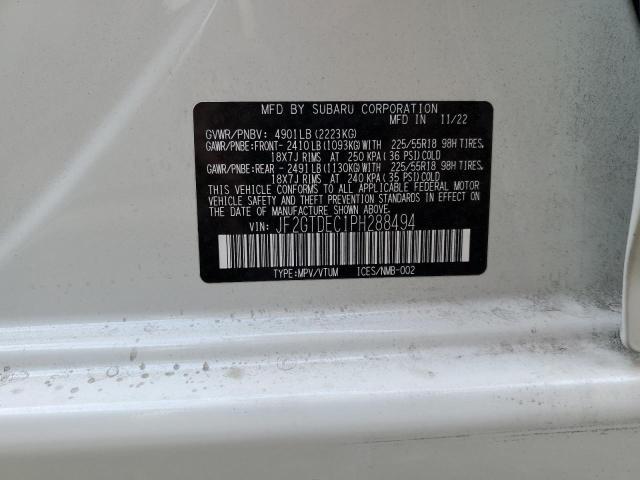 MFD BY SUBARU CORPORATION
MFD IN 11/22
GVWR/PNBV: 4901LB(2223KG)
GAWR/PNBE:FRONT- 2410LB(1093KG)WITH 225/55R18 98H TIRES,
18X7J RIMS AT 250 KPA(36 PSI)COLD
GAWR/PNBE:REAR - 2491LB(1130KG)WITH 225/55R18 98H TIRES,
18X7J RIMS AT 240 KPA(35 PSI)COLD
THIS VEHICLE CONFORMS TO ALL APPLICABLE FEDERAL MOTOR
VEHICLE SAFETY AND THEFT PREVENTION STANDARDS IN EFFECT
ON THE DATE OF MANUFACTURE SHOWN ABOVE.
VIN: JF2GTDEC1PH288494
TYPE:MPV/VTUM ICES/NMB-002